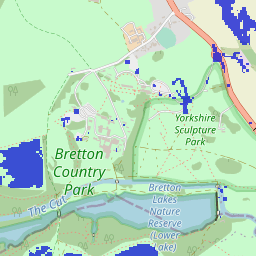 Yorkshire
Sculpture
Park
Bretton
Country
Park
The Cut
Bretton
Lakes
Nature
Reserve
(Lower
Lake)